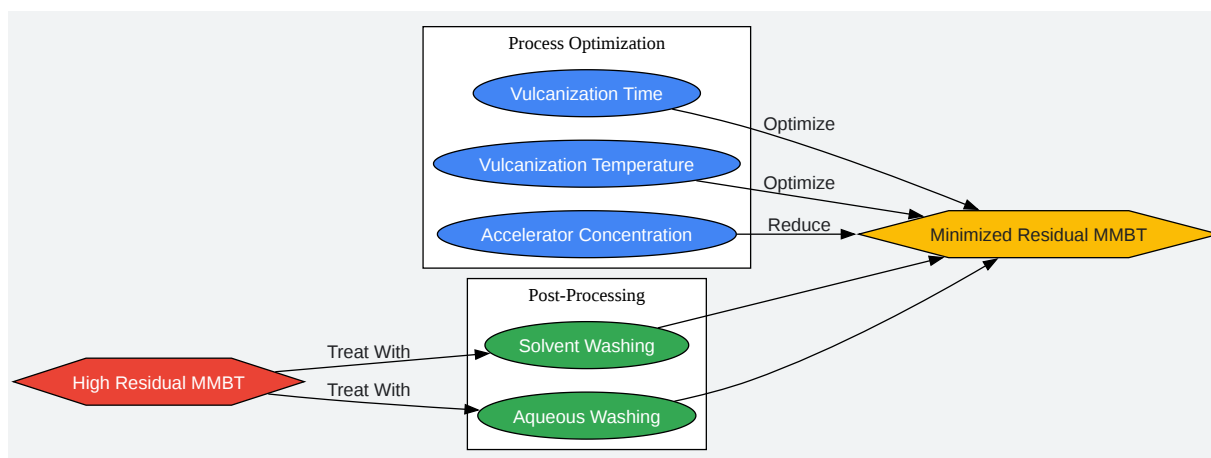 Process Optimization
Vulcanization Time
Optimize
Vulcanization Temperature
Optimize
Accelerator Concentration
Reduce
Minimized Residual MMBT
Post-Processing
Solvent Washing
Treat With
High Residual MMBT
Treat With
Aqueous Washing